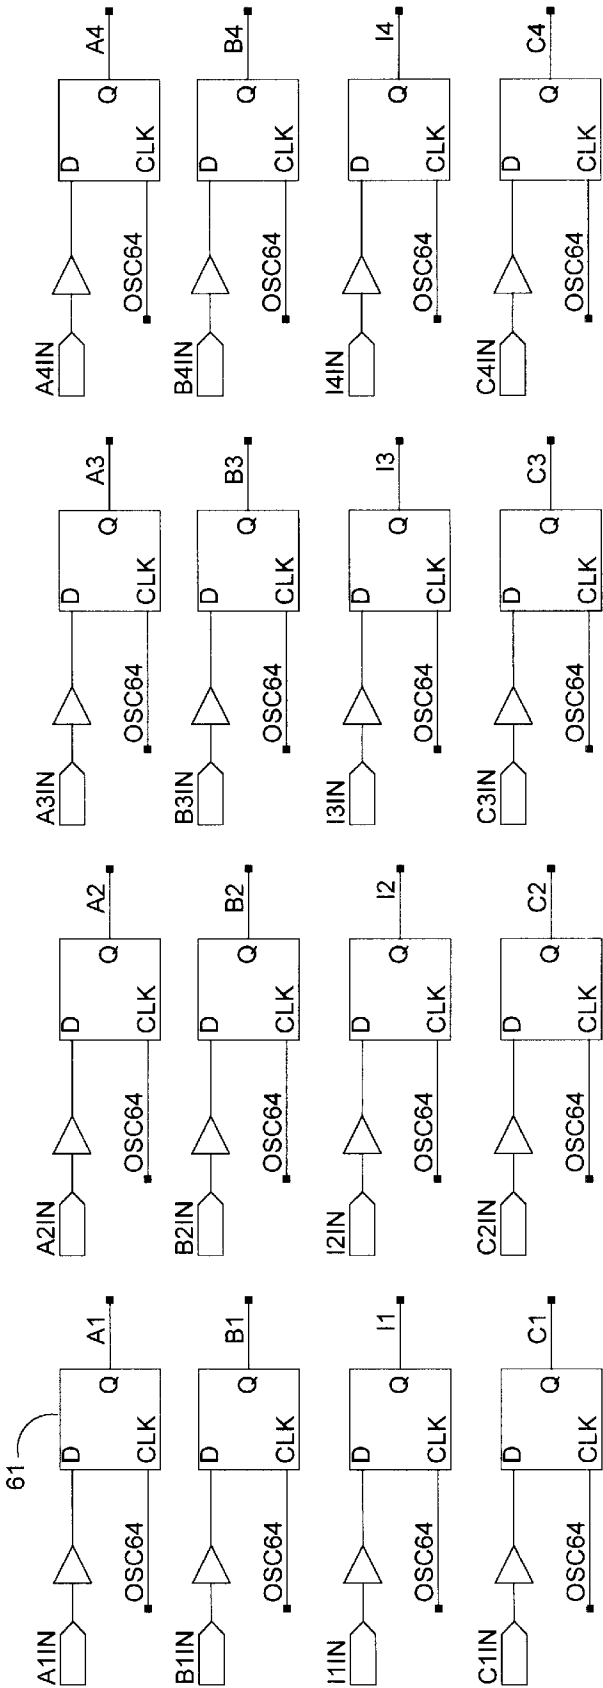 61
A1IN
D
Q
A1
OSC64
CLK
A2IN
D
Q
A2
OSC64
CLK
A3IN
D
Q
A3
OSC64
CLK
A4IN
D
Q
A4
OSC64
CLK
B1IN
D
Q
B1
OSC64
CLK
B2IN
D
Q
B2
OSC64
CLK
B3IN
D
Q
B3
OSC64
CLK
B4IN
D
Q
B4
OSC64
CLK
I1IN
D
Q
I1
OSC64
CLK
I2IN
D
Q
I2
OSC64
CLK
I3IN
D
Q
I3
OSC64
CLK
I4IN
D
Q
I4
OSC64
CLK
C1IN
D
Q
C1
OSC64
CLK
C2IN
D
Q
C2
OSC64
CLK
C3IN
D
Q
C3
OSC64
CLK
C4IN
D
Q
C4
OSC64
CLK